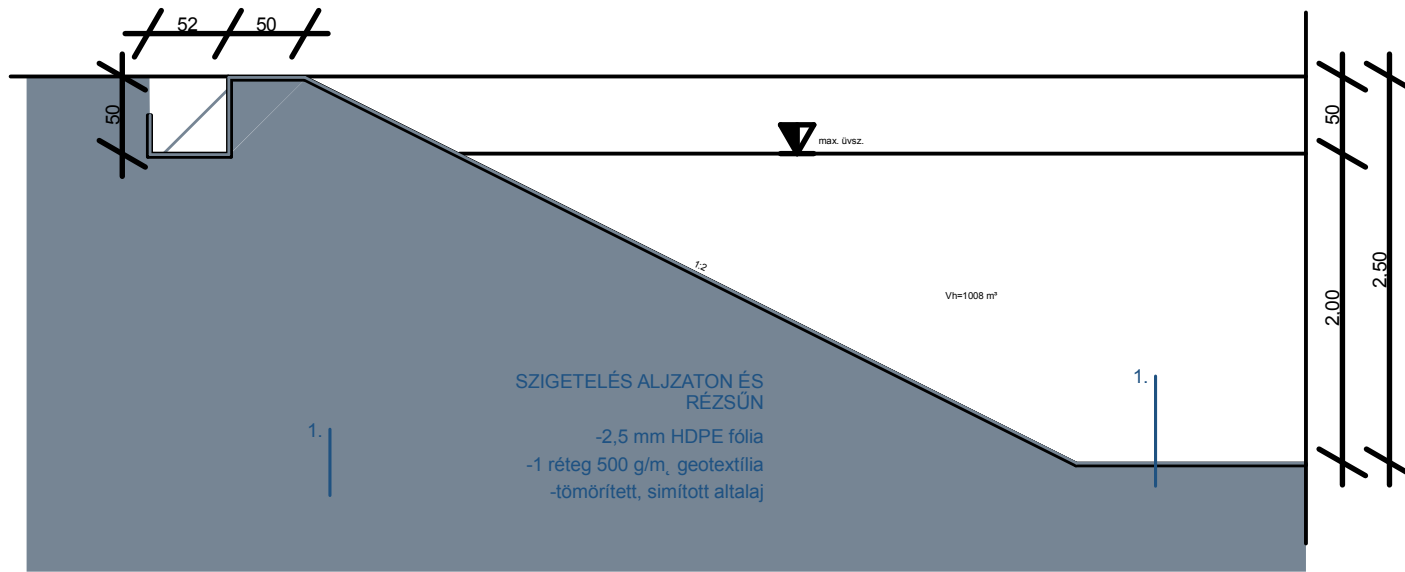 52
50
50
max. üvsz.
50
1:2
Vh=1008 m³
2,00
2,50
SZIGETELÉS ALJZATON ÉS
RÉZSŰN
-2,5 mm HDPE fólia
-1 réteg 500 g/m˛ geotextília
-tömörített, simított altalaj
1.
1.